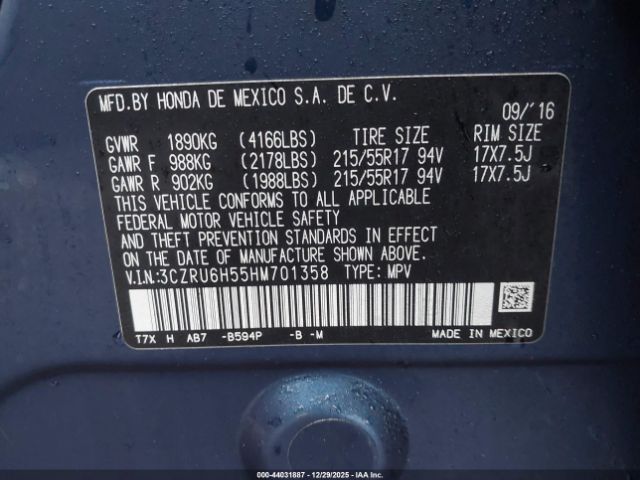 MFD.BY HONDA DE MEXICO S.A. DE C.V.
09/'16
GVWR 1890KG (4166LBS) TIRE SIZE RIM SIZE
GAWR F 988KG (2178LBS) 215/55R17 94V 17X7.5J
GAWR R 902KG (1988LBS) 215/55R17 94V 17X7.5J
THIS VEHICLE CONFORMS TO ALL APPLICABLE
FEDERAL MOTOR VEHICLE SAFETY
AND THEFT PREVENTION STANDARDS IN EFFECT
ON THE DATE OF MANUFACTURE SHOWN ABOVE.
V.I.N.:3CZRU6H55HM701358 TYPE: MPV
T7X H AB7 -B594P -B -M MADE IN MEXICO
000-44031887 - 12/29/2025 - IAA Inc.